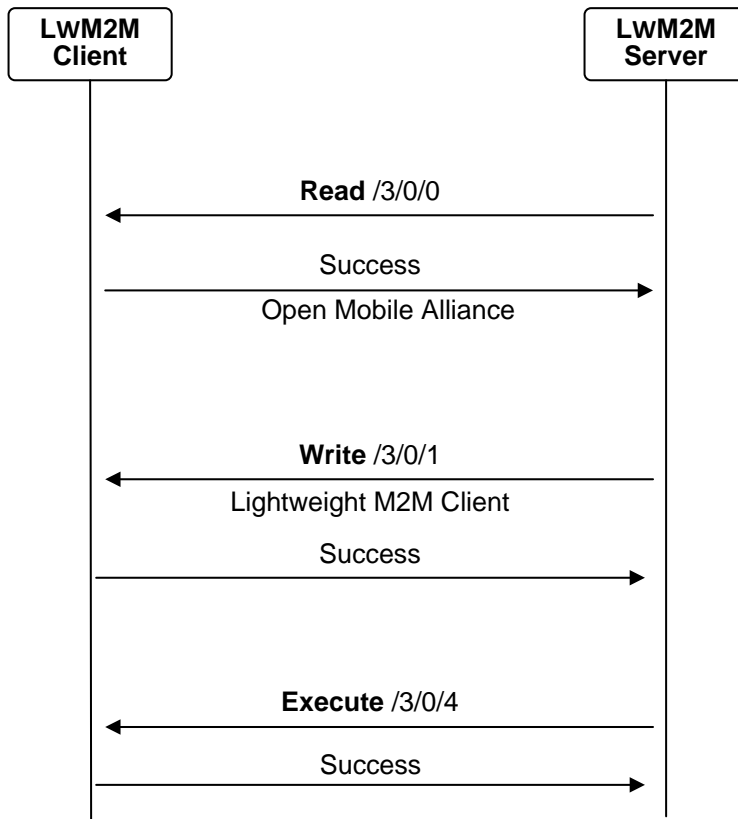 LwM2M
Client
LwM2M
Server
Read /3/0/0
Success
Open Mobile Alliance
Write /3/0/1
Lightweight M2M Client
Success
Execute /3/0/4
Success